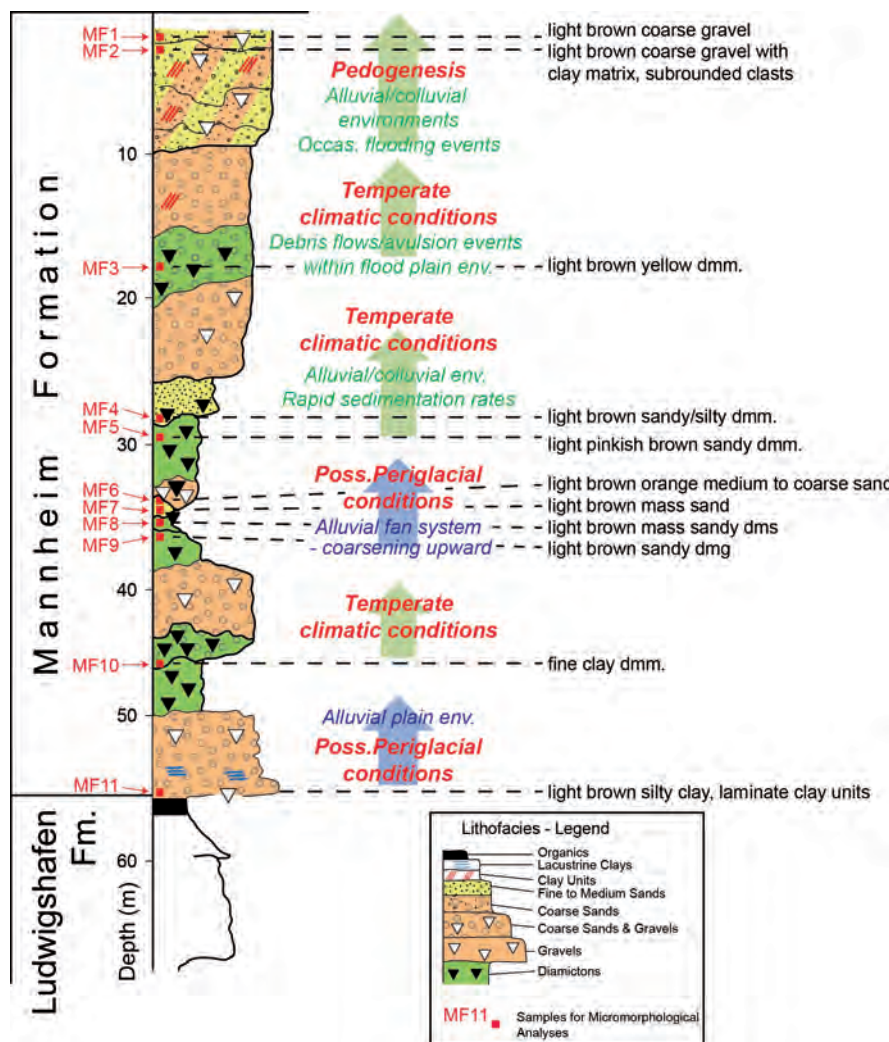 MF1
MF2
10
MF3
20
MF4
MF5
30
MF6
MF7
MF8
MF9
40
MF10
50
MF11
60
Depth (m)
Mannheim Formation
Ludwigshafen
Fm.
Pedogenesis
Alluvial/colluvial
environments
Occas. flooding events
Temperate
climatic conditions
Debris flows/avulsion events
within flood plain env.
Temperate
climatic conditions
Alluvial/colluvial env.
Rapid sedimentation rates
Poss.Periglacial
conditions
Alluvial fan system
- coarsening upward
Temperate
climatic conditions
Alluvial plain env.
Poss.Periglacial
conditions
light brown coarse gravel
light brown coarse gravel with
clay matrix, subrounded clasts
light brown yellow dmm.
light brown sandy/silty dmm.
light pinkish brown sandy dmm.
light brown orange medium to coarse sand
light brown mass sand
light brown mass sandy dms
light brown sandy dmg
fine clay dmm.
light brown silty clay, laminate clay units
Lithofacies - Legend
Organics
Lacustrine Clays
Clay Units
Fine to Medium Sands
Coarse Sands
Coarse Sands & Gravels
Gravels
Diamictons
MF11
Samples for Micromorphological
Analyses